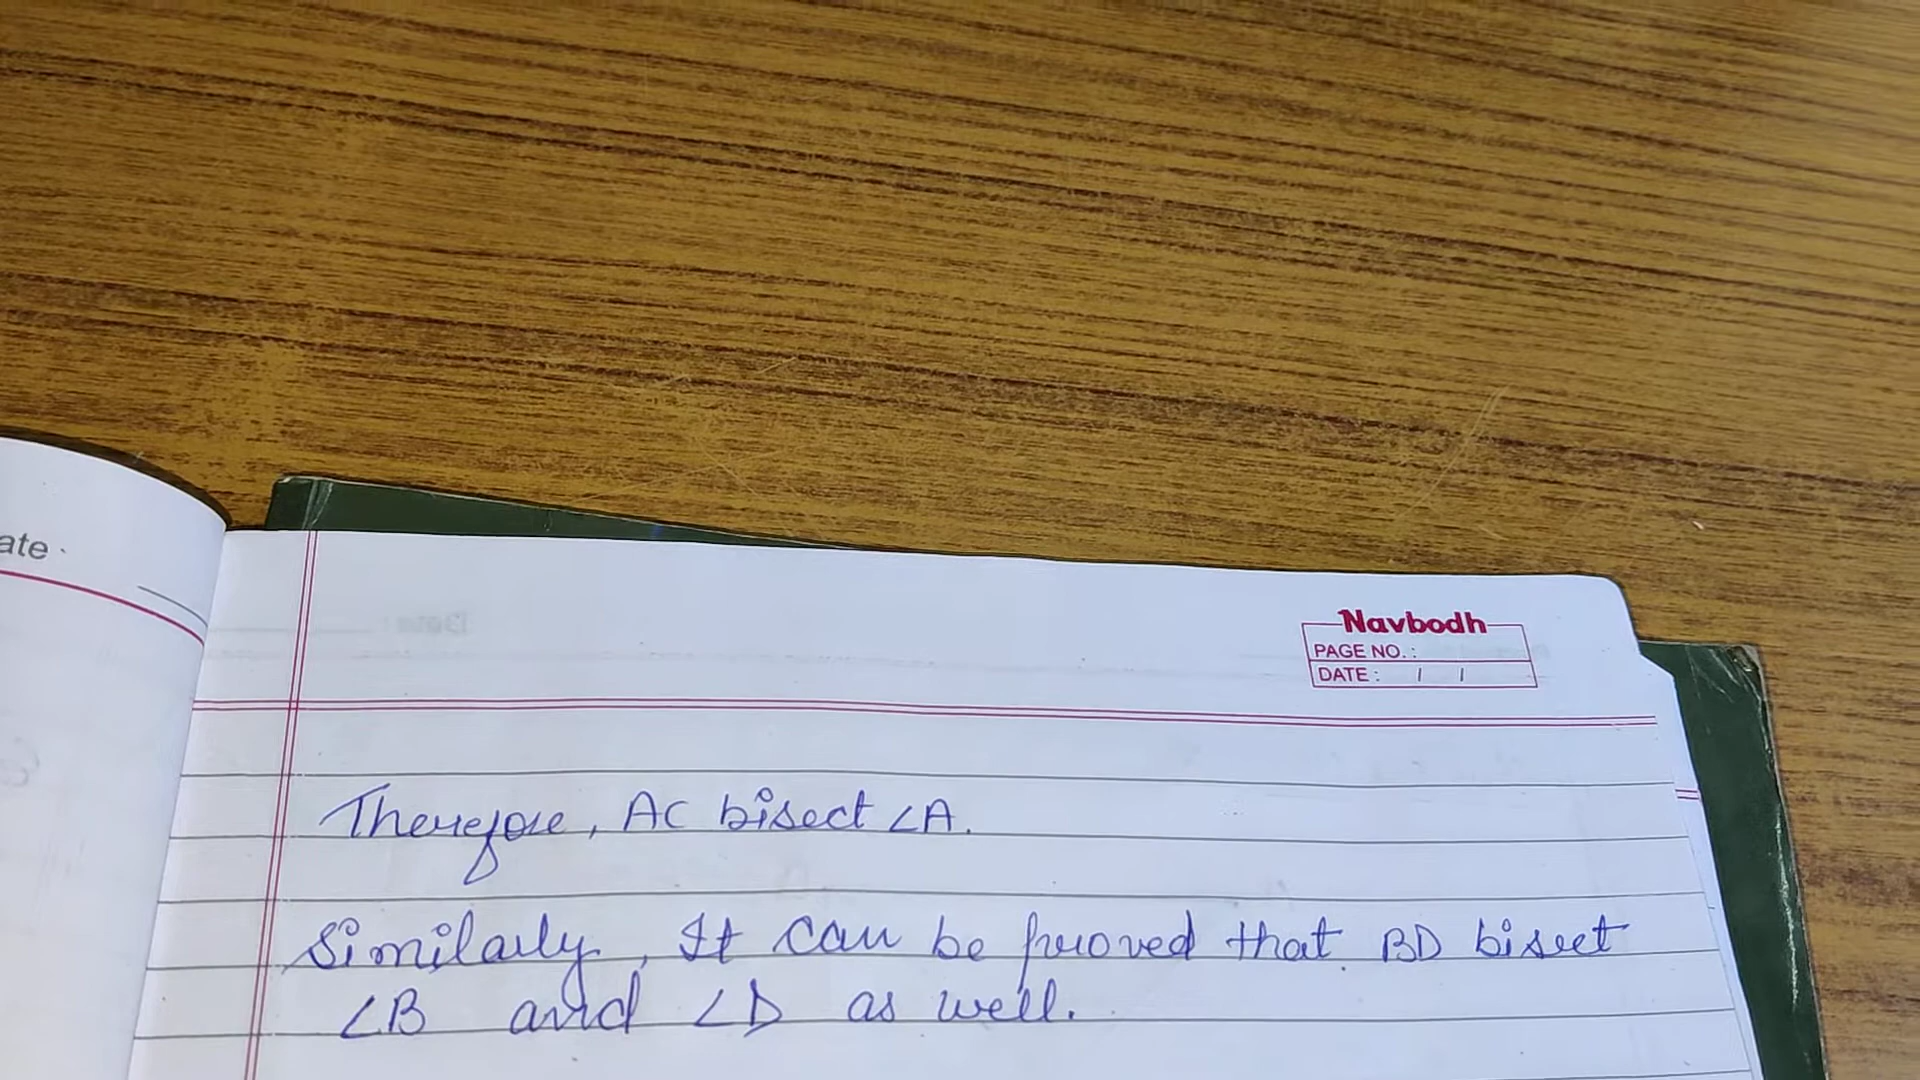 ate
Navbodh
PAGE NO. :
DATE : / /
Therefore, AC bisect ∠A.
Similarly, It can be proved that BD bisect
∠B and ∠D as well.